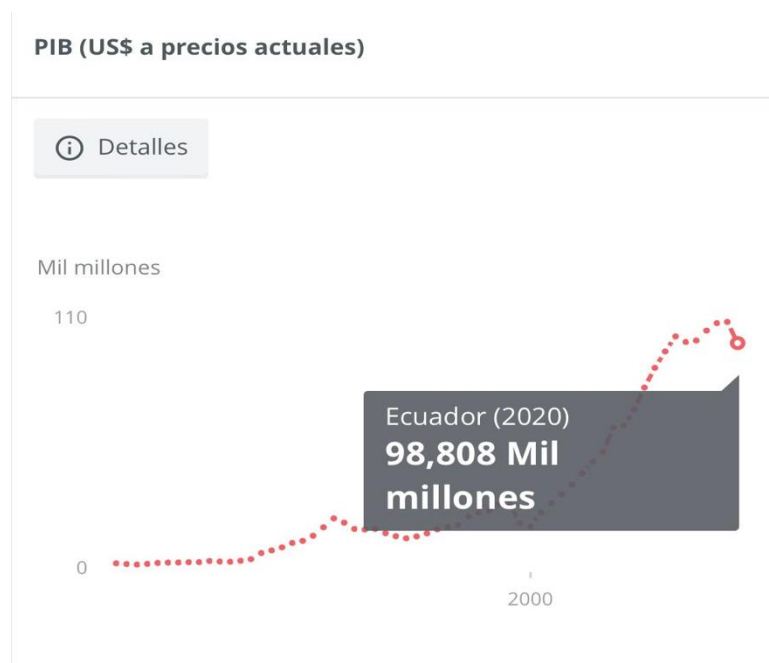 PIB (US$ a precios actuales)
Detalles
Mil millones
110
Ecuador (2020)
98,808 Mil
millones
0
2000